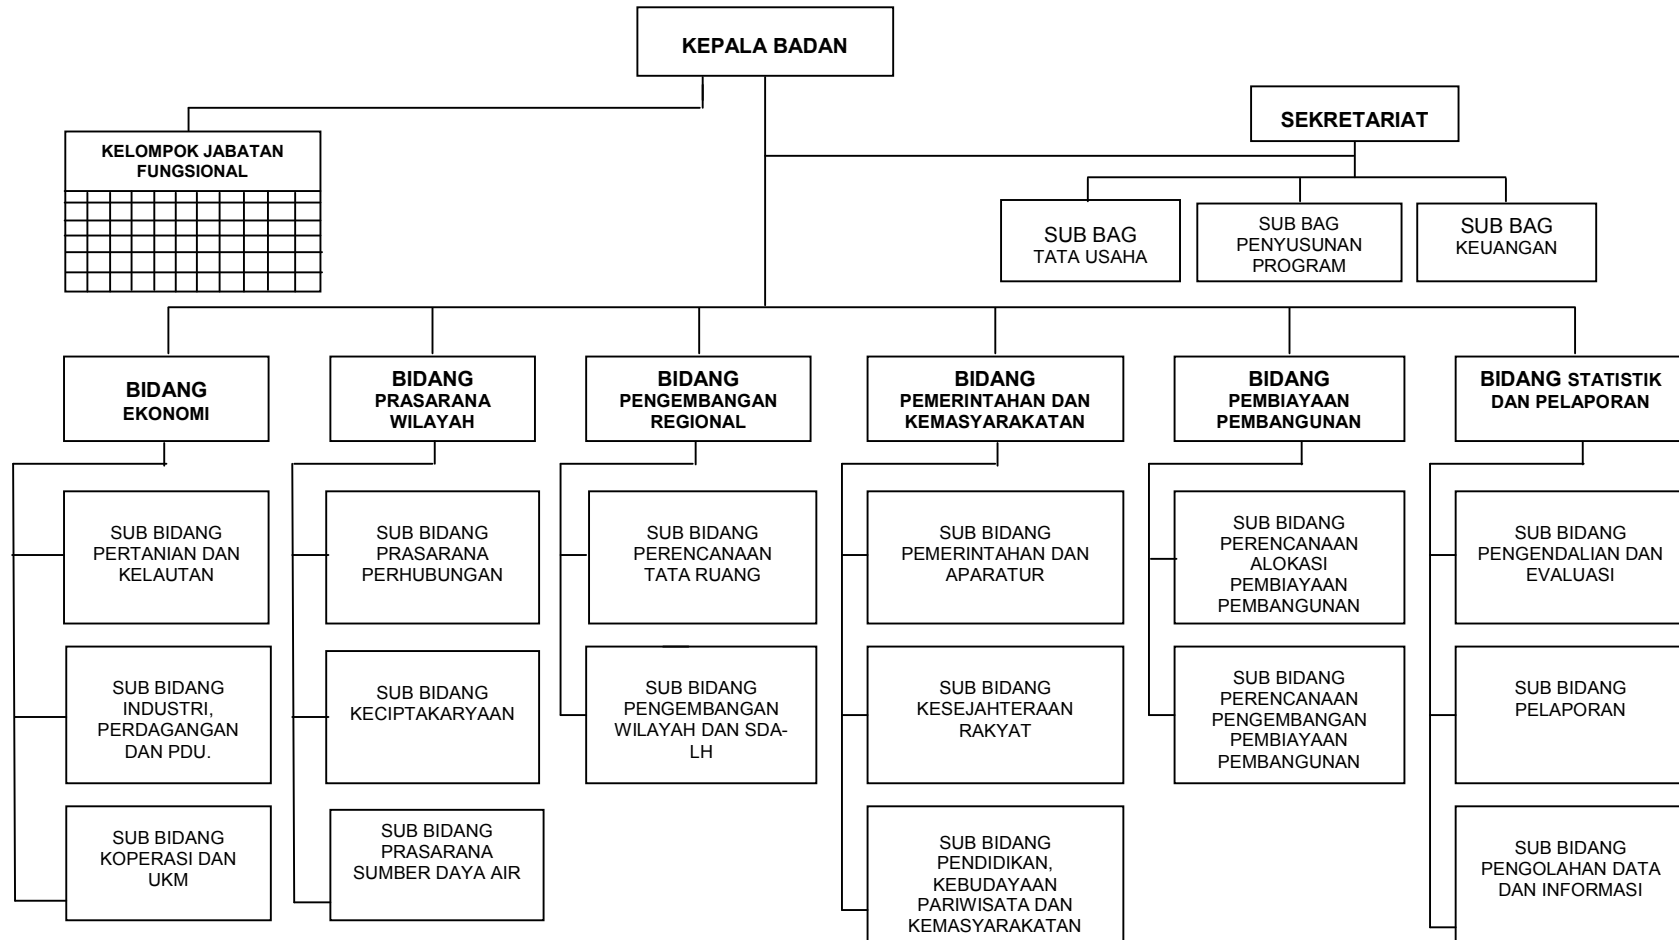 KEPALA BADAN
SEKRETARIAT
KELOMPOK JABATAN
FUNGSIONAL
SUB BAG
TATA USAHA
SUB BAG
PENYUSUNAN
PROGRAM
SUB BAG
KEUANGAN
BIDANG
EKONOMI
BIDANG
PRASARANA
WILAYAH
BIDANG
PENGEMBANGAN
REGIONAL
BIDANG
PEMERINTAHAN DAN
KEMASYARAKATAN
BIDANG
PEMBIAYAAN
PEMBANGUNAN
BIDANG STATISTIK
DAN PELAPORAN
SUB BIDANG
PERTANIAN DAN
KELAUTAN
SUB BIDANG
PRASARANA
PERHUBUNGAN
SUB BIDANG
PERENCANAAN
TATA RUANG
SUB BIDANG
PEMERINTAHAN DAN
APARATUR
SUB BIDANG
PERENCANAAN
ALOKASI
PEMBIAYAAN
PEMBANGUNAN
SUB BIDANG
PENGENDALIAN DAN
EVALUASI
SUB BIDANG
INDUSTRI,
PERDAGANGAN
DAN PDU.
SUB BIDANG
KECIPTAKARYAAN
SUB BIDANG
PENGEMBANGAN
WILAYAH DAN SDA-
LH
SUB BIDANG
KESEJAHTERAAN
RAKYAT
SUB BIDANG
PERENCANAAN
PENGEMBANGAN
PEMBIAYAAN
PEMBANGUNAN
SUB BIDANG
PELAPORAN
SUB BIDANG
KOPERASI DAN
UKM
SUB BIDANG
PRASARANA
SUMBER DAYA AIR
SUB BIDANG
PENDIDIKAN,
KEBUDAYAAN
PARIWISATA DAN
KEMASYARAKATAN
SUB BIDANG
PENGOLAHAN DATA
DAN INFORMASI